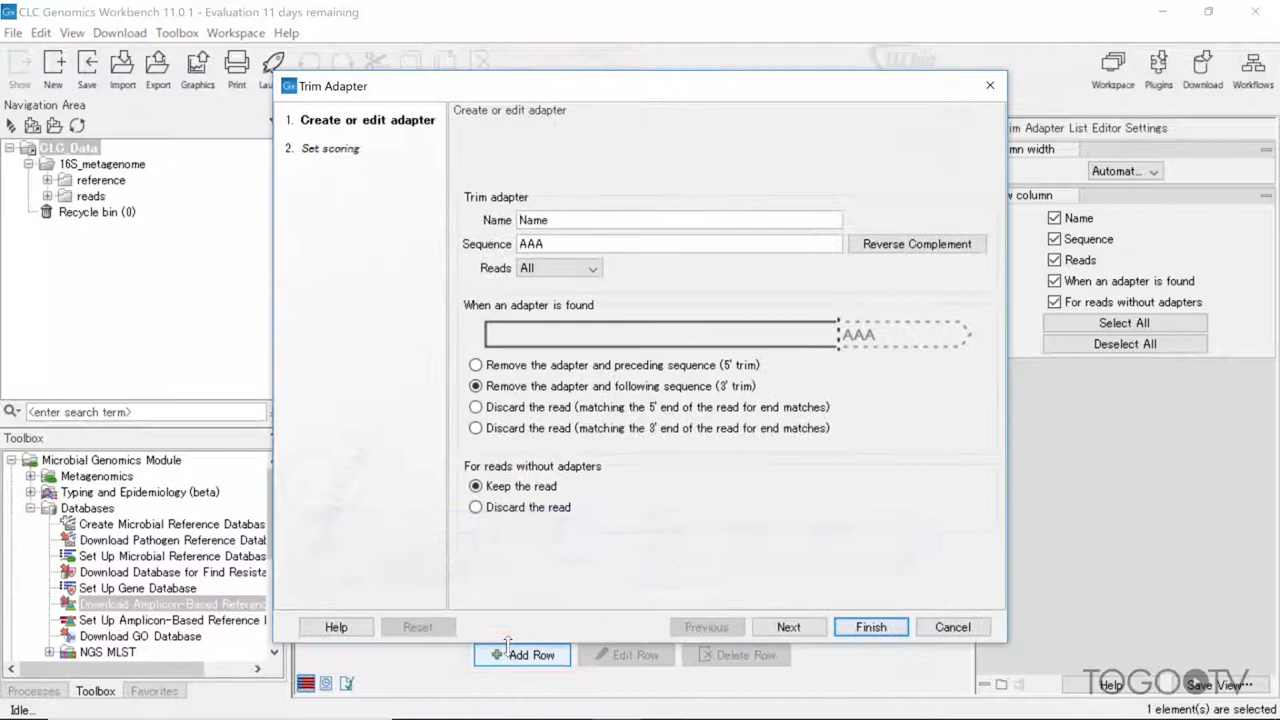 CLC Genomics Workbench 11.0.1 - Evaluation 11 days remaining
File Edit View Download Toolbox Workspace Help
Show New Save Import Export Graphics Print
Workspace Plugins Download Workflows
Navigation Area
CLC_Data
16S_metagenome
reference
reads
Recycle bin (0)
<enter search term>
Toolbox
Microbial Genomics Module
Metagenomics
Typing and Epidemiology (beta)
Databases
Create Microbial Reference Databas
Download Pathogen Reference Datal
Set Up Microbial Reference Databas
Download Database for Find Resista
Set Up Gene Database
Download Amplicon-Based Referenc
Set Up Amplicon-Based Reference
Download GO Database
NGS MLST
Processes Toolbox Favorites
Idle...
Trim Adapter
1. Create or edit adapter
2. Set scoring
Create or edit adapter
Trim adapter
Name Name
Sequence AAA Reverse Complement
Reads All
When an adapter is found
AAA
Remove the adapter and preceding sequence (5' trim)
Remove the adapter and following sequence (3' trim)
Discard the read (matching the 5' end of the read for end matches)
Discard the read (matching the 3' end of the read for end matches)
For reads without adapters
Keep the read
Discard the read
Help Reset Previous Next Finish Cancel
Add Row Edit Row Delete Row
im Adapter List Editor Settings
mn width
Automat...
w column
Name
Sequence
Reads
When an adapter is found
For reads without adapters
Select All
Deselect All
TOGO TV
Help Save View...
1 element(s) are selected